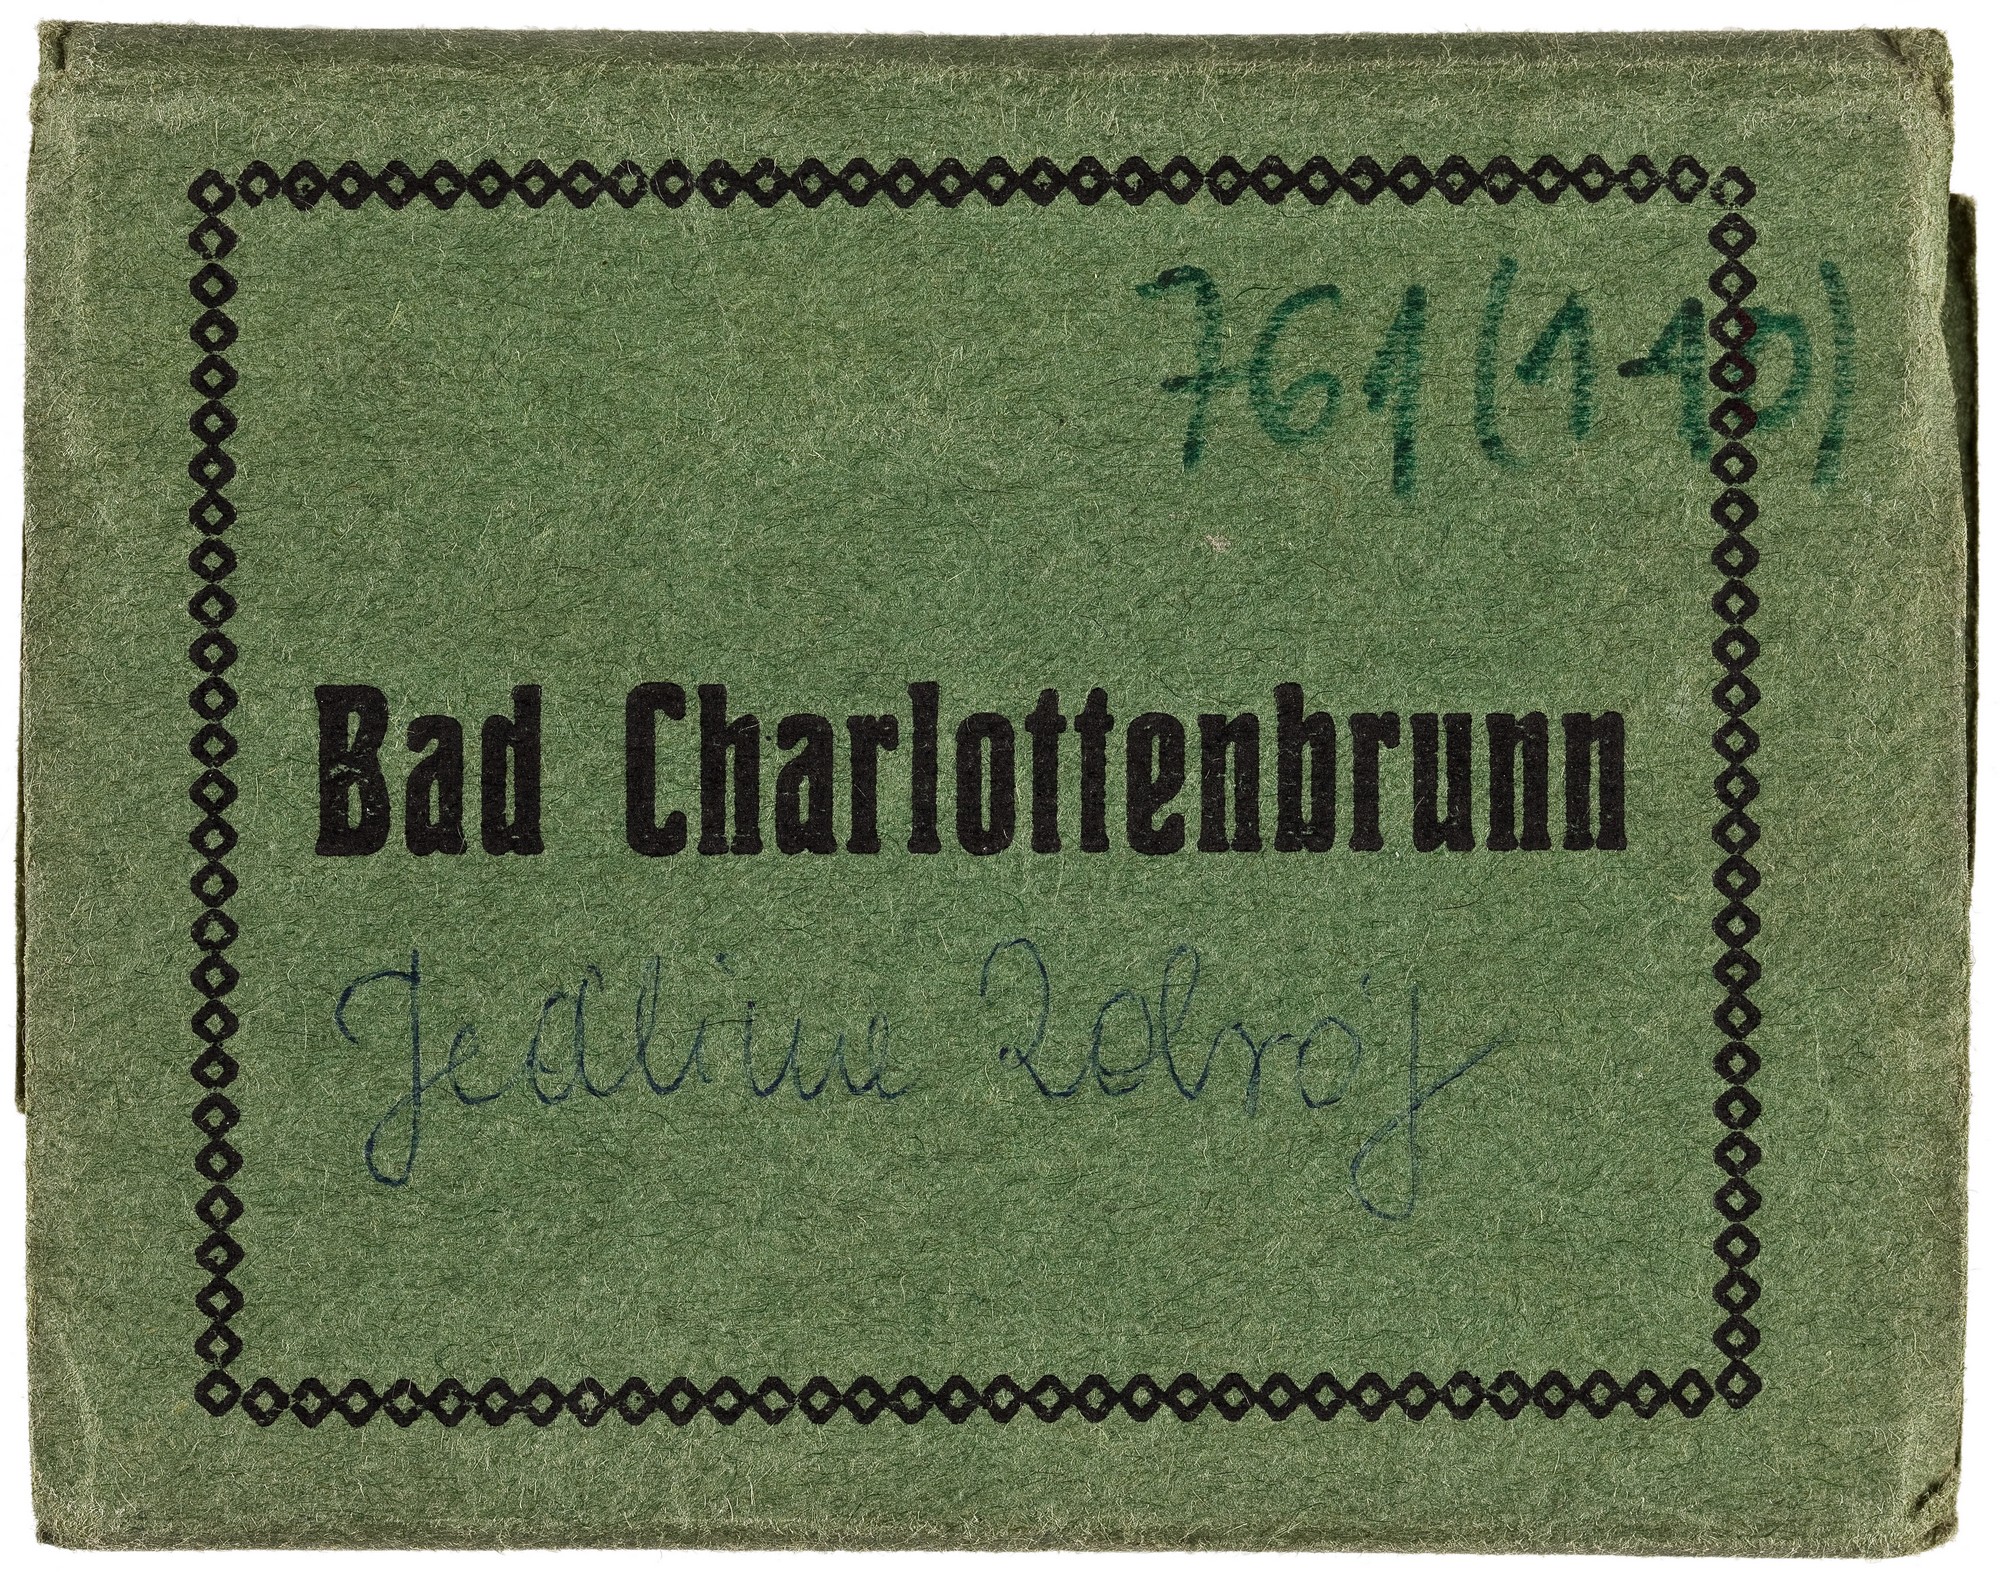 761 (1-10)
Bad Charlottenbrunn
Jedlina Zdrój